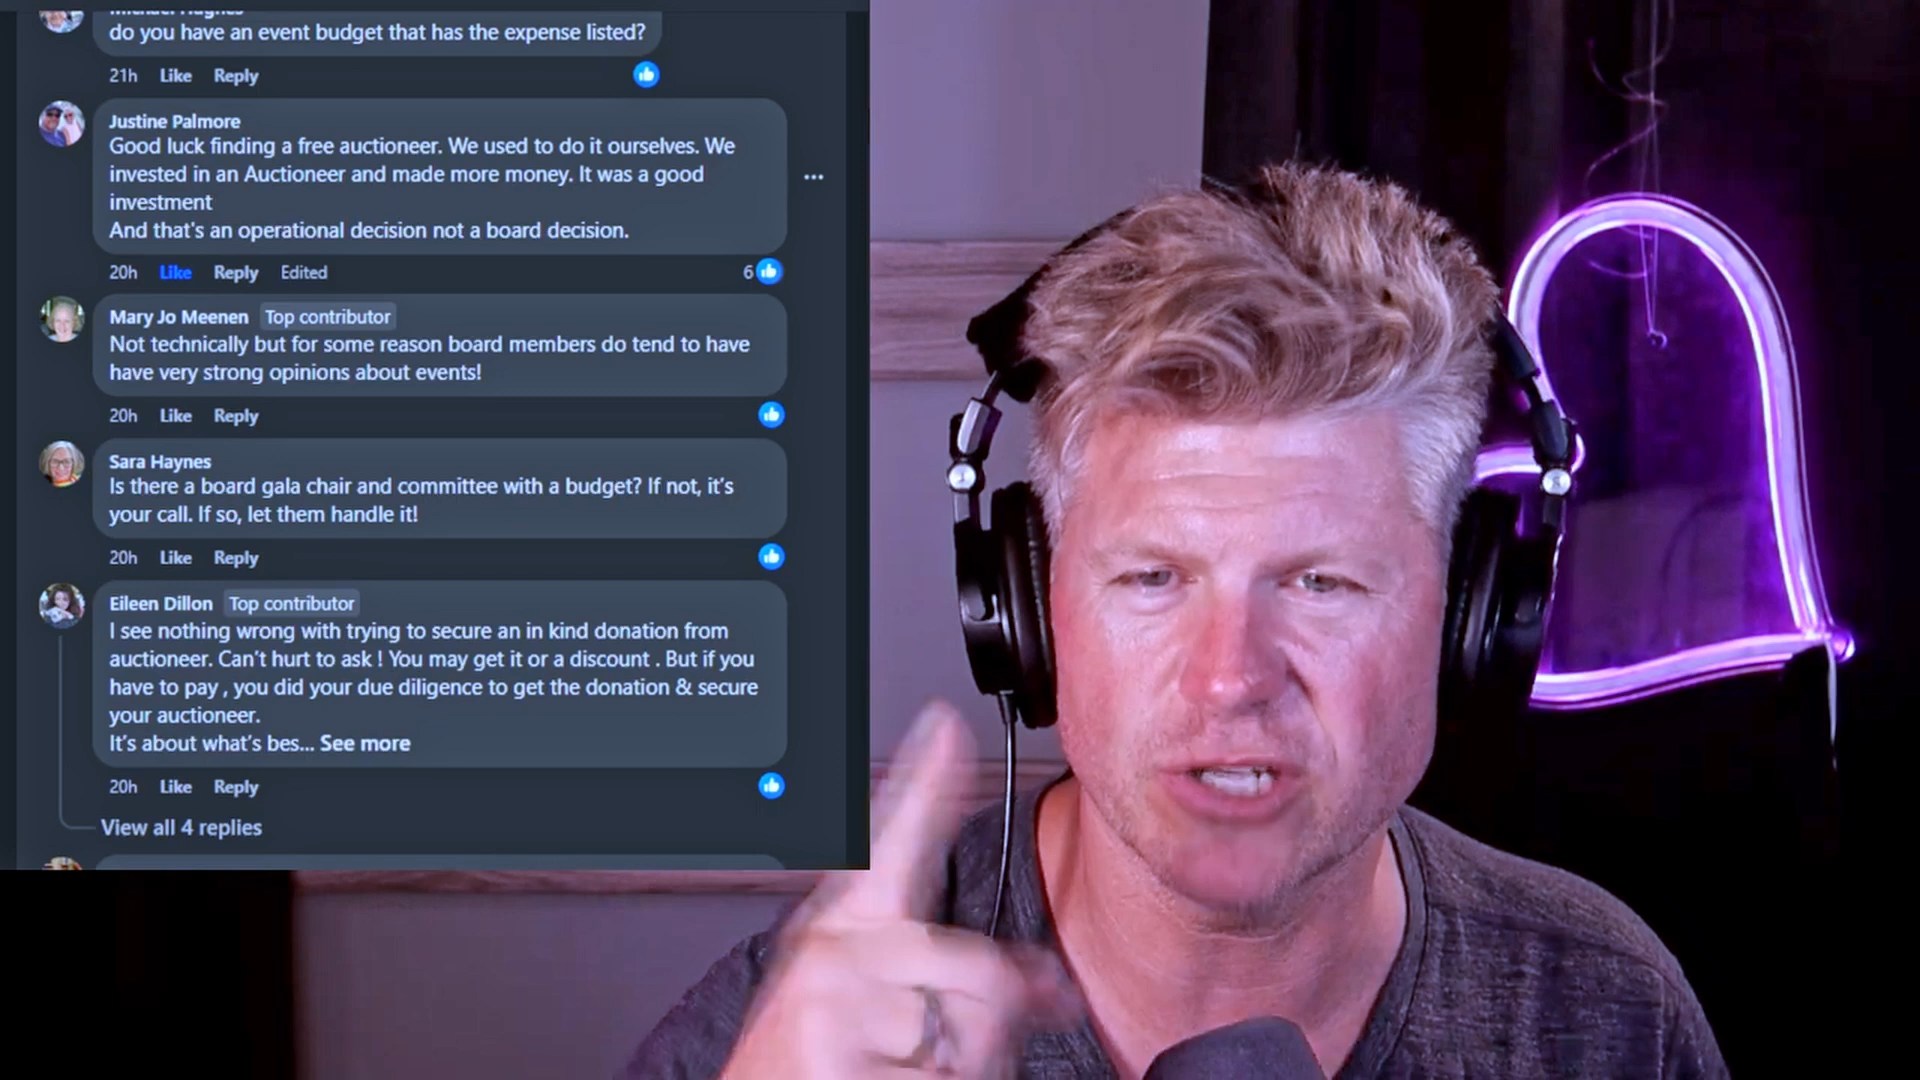 do you have an event budget that has the expense listed?
21h Like Reply
Justine Palmore
Good luck finding a free auctioneer. We used to do it ourselves. We
invested in an Auctioneer and made more money. It was a good
investment
And that's an operational decision not a board decision.
20h Like Reply Edited 6
Mary Jo Meenen Top contributor
Not technically but for some reason board members do tend to have
have very strong opinions about events!
20h Like Reply
Sara Haynes
Is there a board gala chair and committee with a budget? If not, it's
your call. If so, let them handle it!
20h Like Reply
Eileen Dillon Top contributor
I see nothing wrong with trying to secure an in kind donation from
auctioneer. Can't hurt to ask ! You may get it or a discount . But if you
have to pay , you did your due diligence to get the donation & secure
your auctioneer.
It's about what's bes... See more
20h Like Reply
View all 4 replies